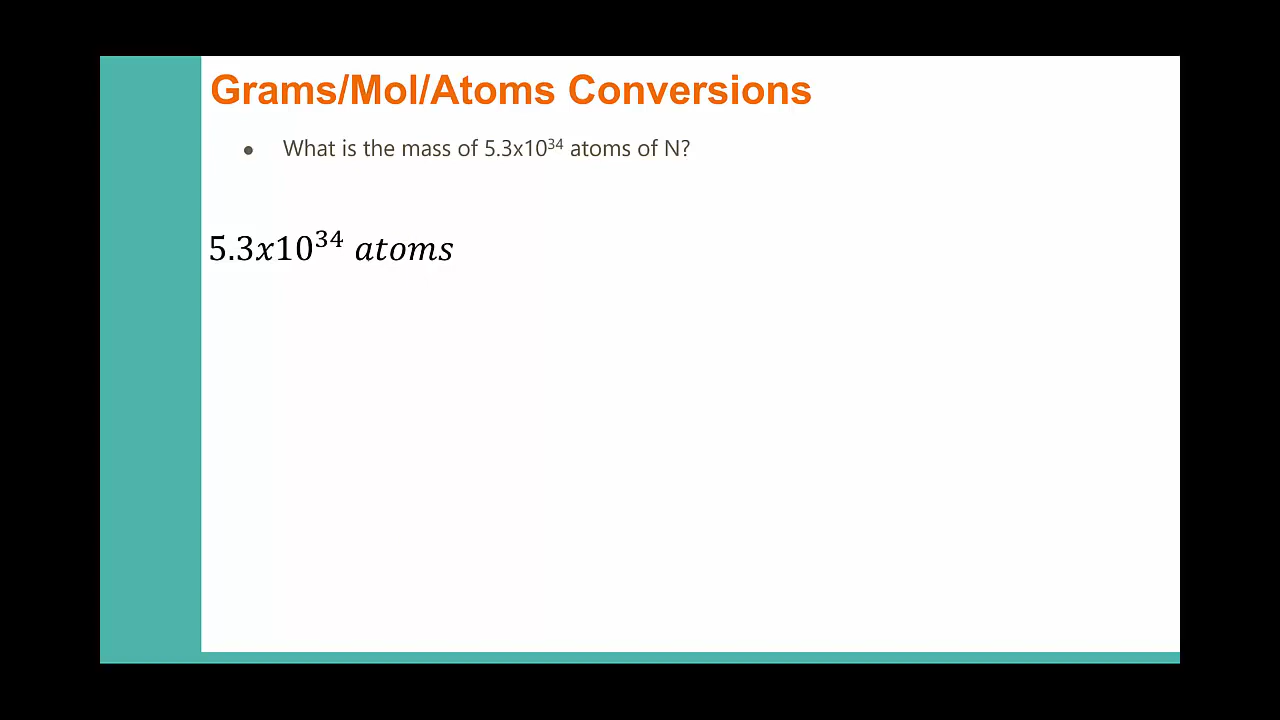 Grams/Mol/Atoms Conversions
● What is the mass of 5.3x10³⁴ atoms of N?
5.3x10³⁴ atoms